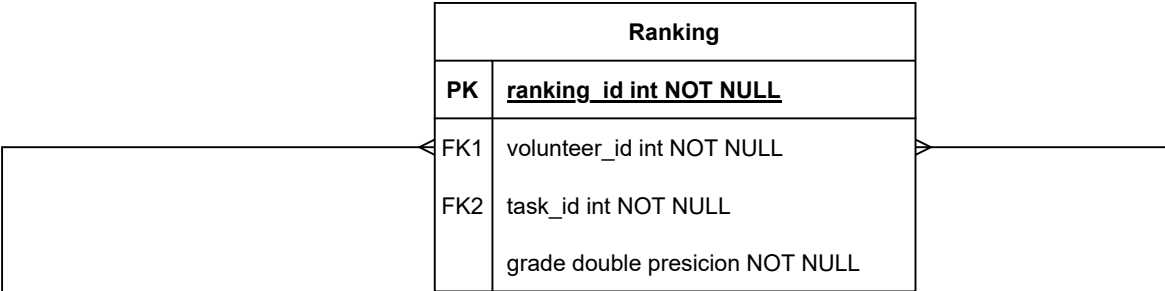 Ranking
PK ranking_id int NOT NULL
FK1 volunteer_id int NOT NULL
FK2 task_id int NOT NULL
grade double presicion NOT NULL